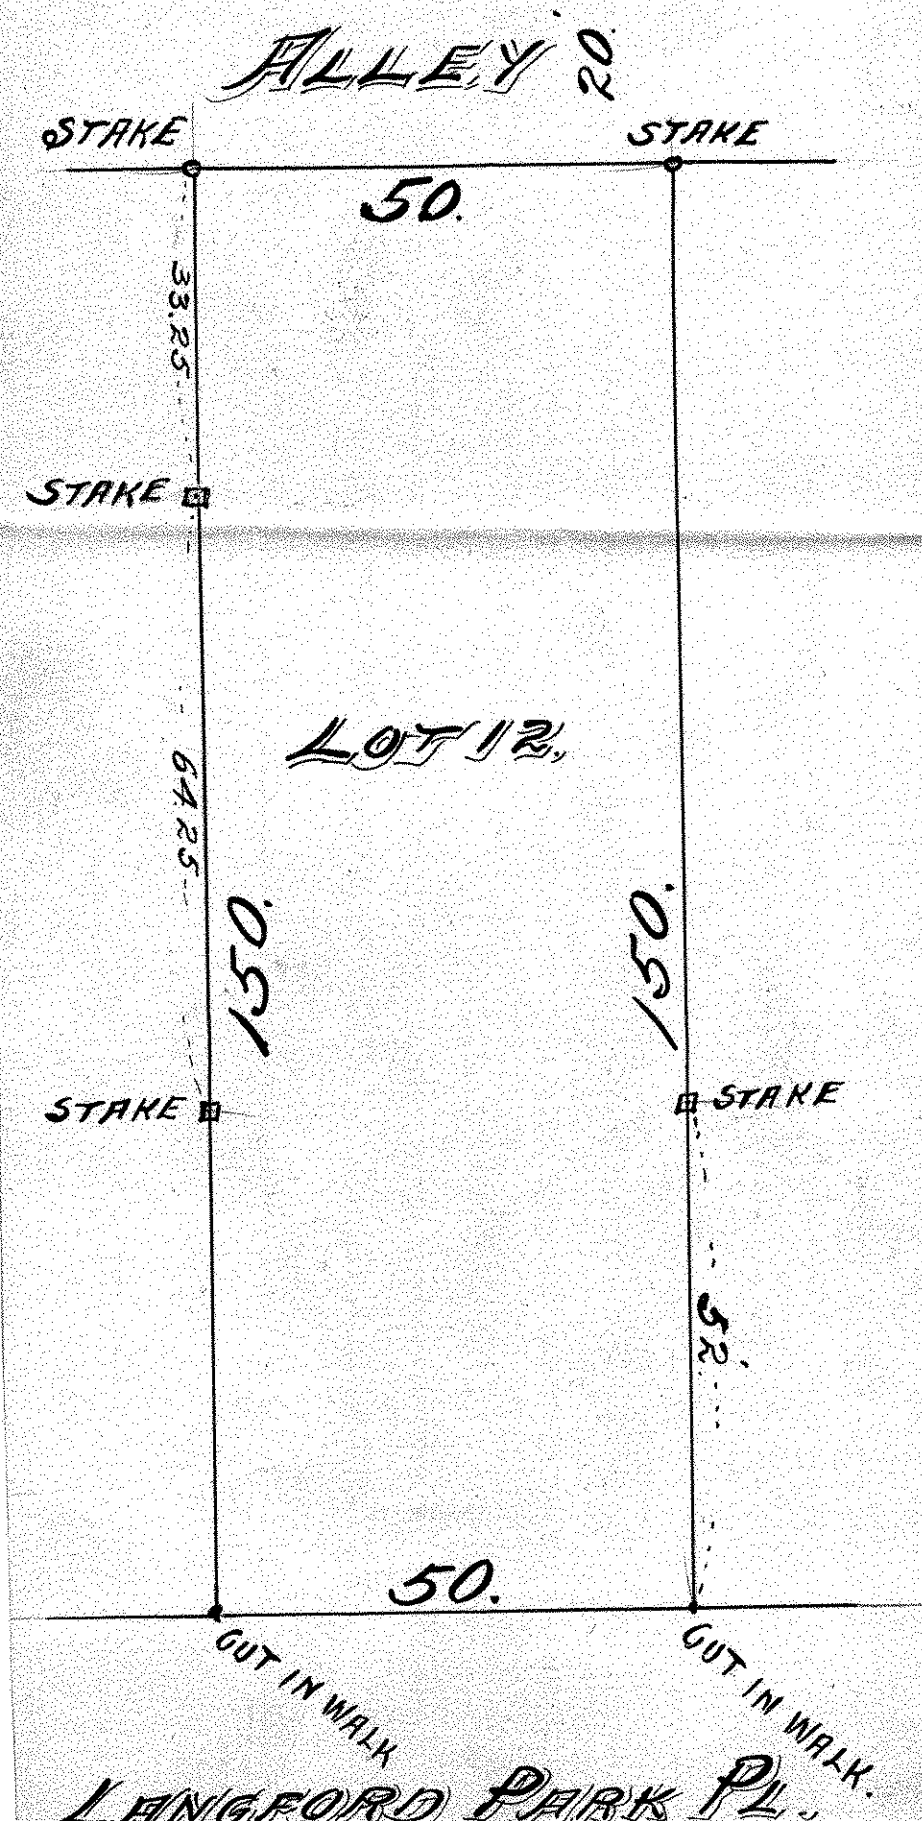 ALLEY 20.
STAKE STAKE
50.
33.25
STAKE
LOT 12.
64.25
150. 150.
STAKE STAKE
52.
50.
CUT IN WALK CUT IN WALK.
LANGFORD PARK PL.